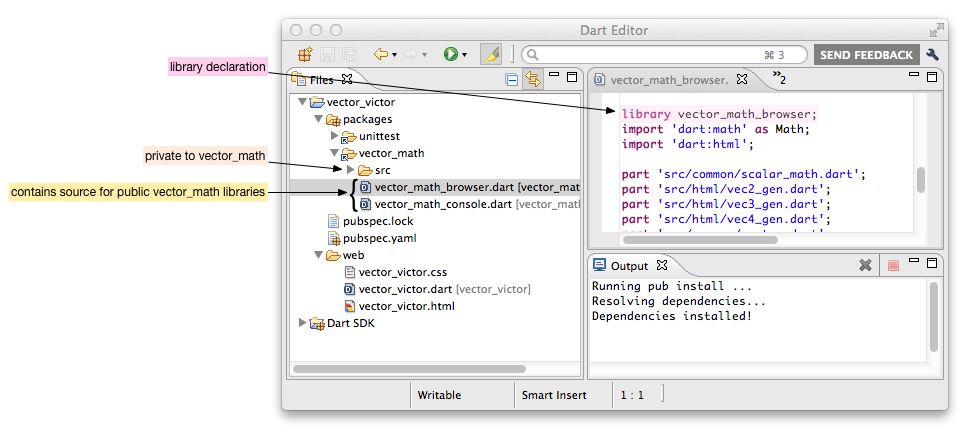 Dart Editor
⌘ 3
SEND FEEDBACK
library declaration
Files
vector_math_browser.
»2
vector_victor
packages
unittest
vector_math
private to vector_math
src
contains source for public vector_math libraries
vector_math_browser.dart [vector_mat
vector_math_console.dart [vector_mat
pubspec.lock
pubspec.yaml
web
vector_victor.css
vector_victor.dart [vector_victor]
vector_victor.html
Dart SDK
library vector_math_browser;
import 'dart:math' as Math;
import 'dart:html';
part 'src/common/scalar_math.dart';
part 'src/html/vec2_gen.dart';
part 'src/html/vec3_gen.dart';
part 'src/html/vec4_gen.dart';
Output
Running pub install ...
Resolving dependencies...
Dependencies installed!
Writable
Smart Insert
1 : 1